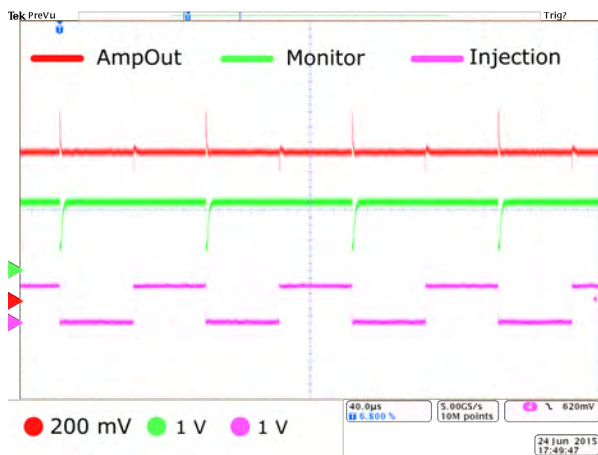 Tek PreVu Trig?
AmpOut Monitor Injection
200 mV 1 V 1 V
40.0µs 5.00GS/s 4 620mV
6.800 % 10M points
24 Jun 2015
17:49:47